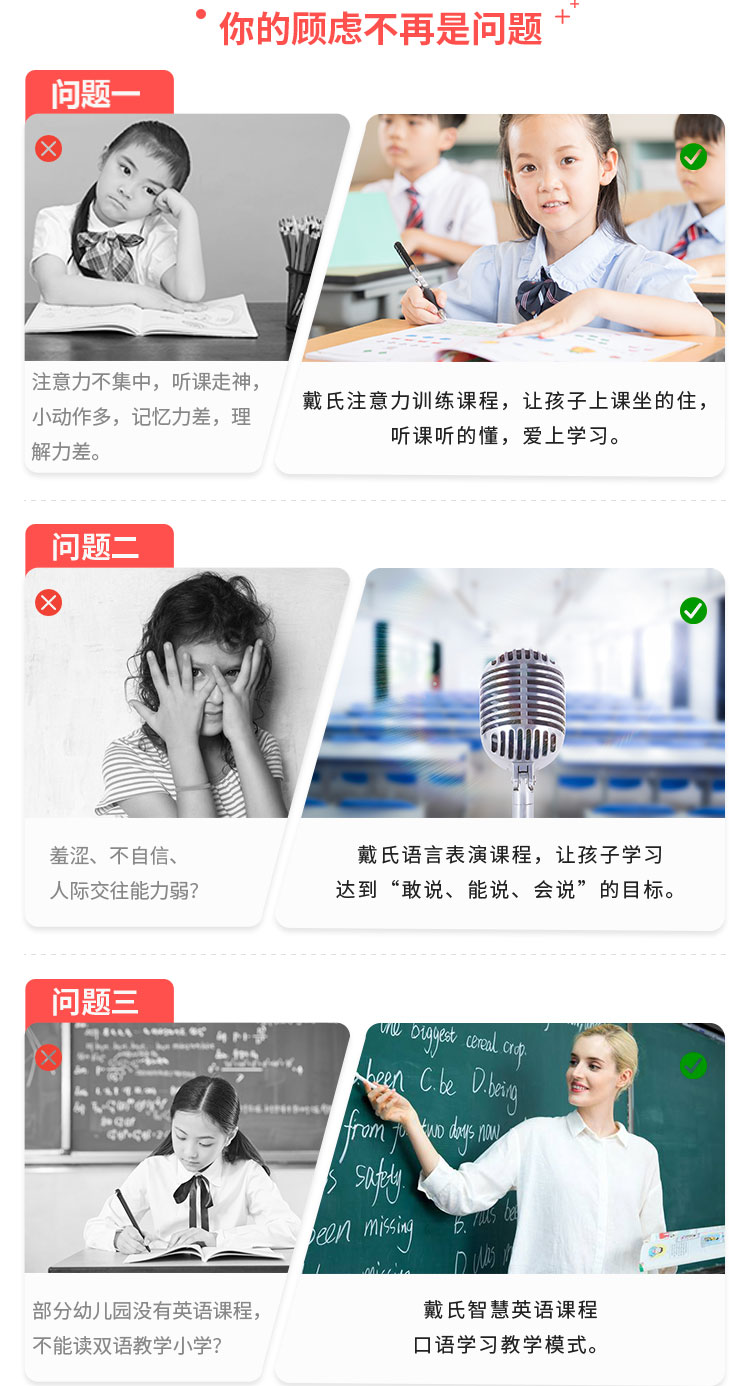 你的顾虑不再是问题
问题一
注意力不集中，听课走神，
小动作多，记忆力差，理
解力差。
戴氏注意力训练课程，让孩子上课坐的住，
听课听的懂，爱上学习。
问题二
羞涩、不自信、
人际交往能力弱？
戴氏语言表演课程，让孩子学习
达到“敢说、能说、会说”的目标。
问题三
the biggest cereal crop.
been C.be D.being
from for two days now
safety.
been missing
部分幼儿园没有英语课程，
不能读双语教学小学？
戴氏智慧英语课程
口语学习教学模式。